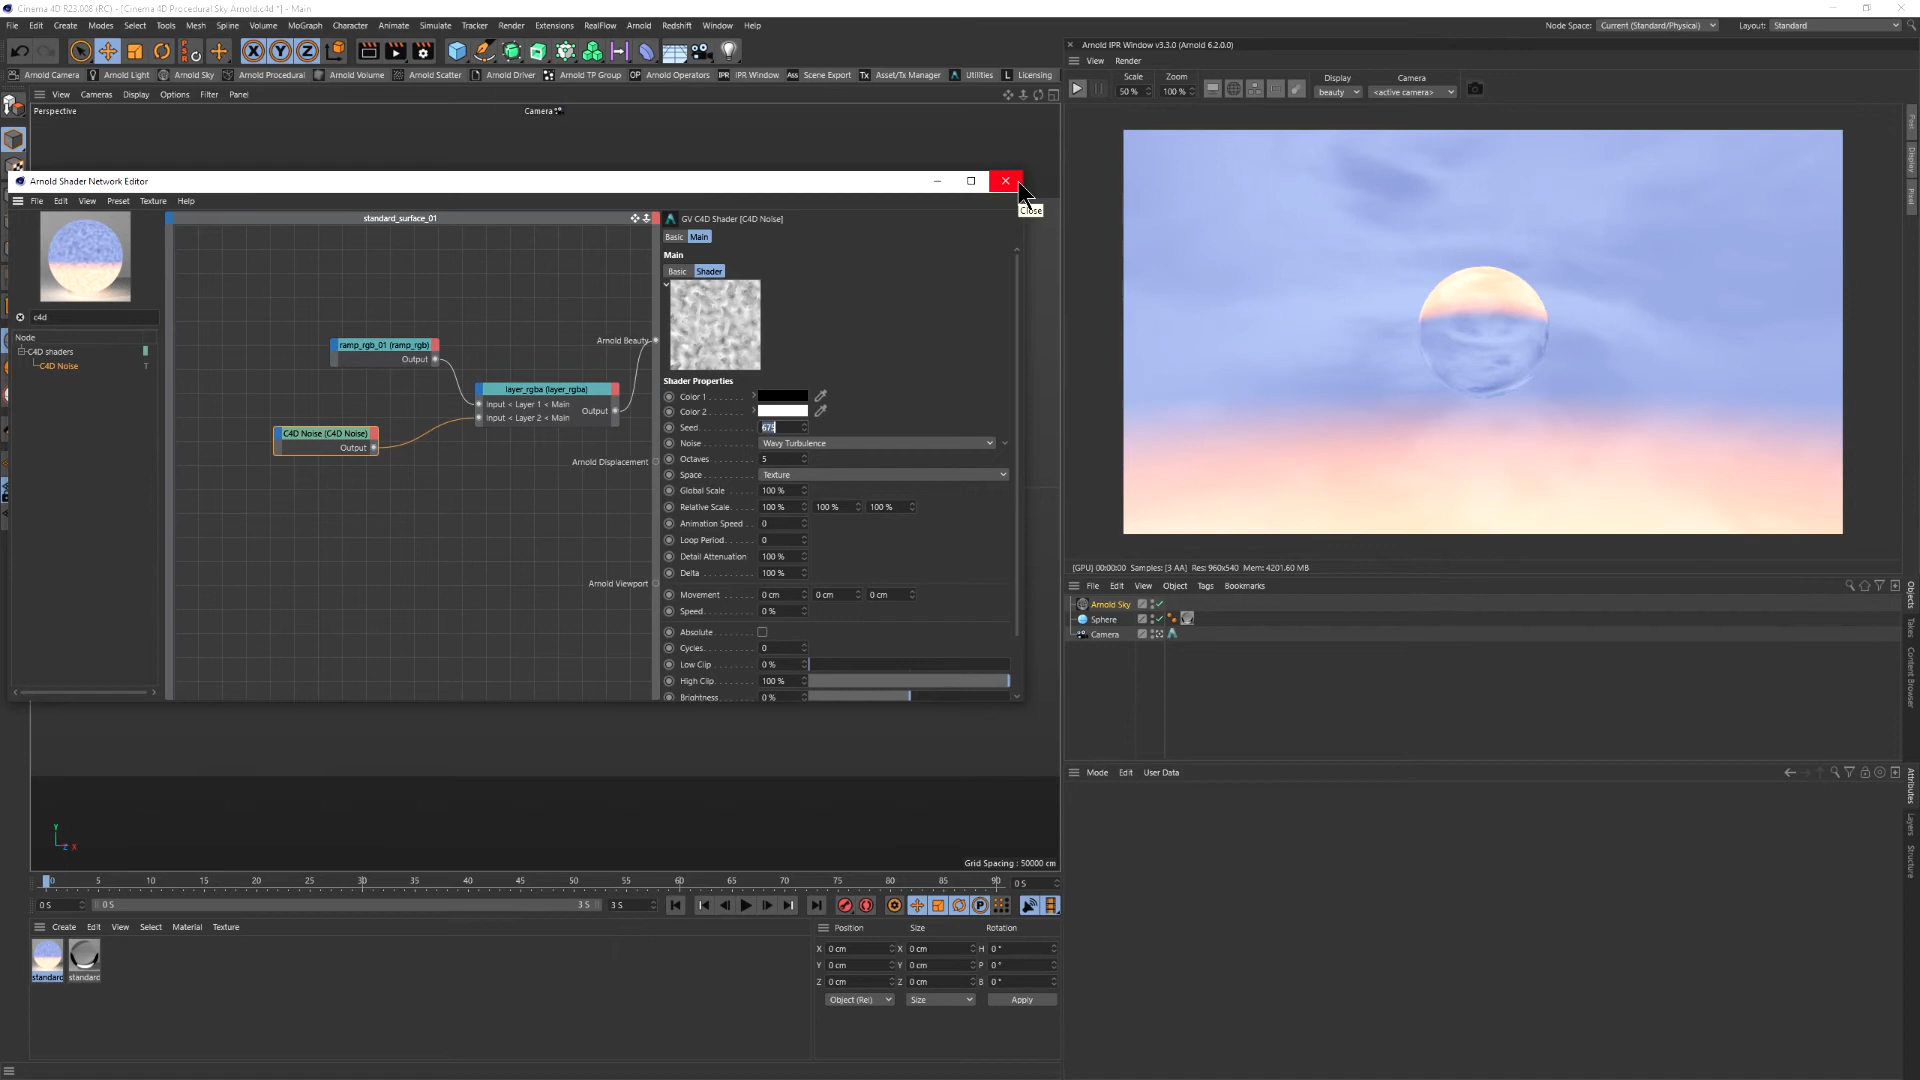 Cinema 4D R23.008 (RC) - [Cinema 4D Procedural Sky Arnold.c4d *] - Main
File Edit Create Modes Select Tools Mesh Spline Volume MoGraph Character Animate Simulate Tracker Render Extensions RealFlow Arnold Redshift Window Help
Node Space: Current (Standard/Physical) Layout: Standard
X Y Z
Arnold Camera Arnold Light Arnold Sky Arnold Procedural Arnold Volume Arnold Scatter Arnold Driver Arnold TP Group OP Arnold Operators IPR IPR Window Ass Scene Export Tx Asset/Tx Manager Utilities L Licensing
View Cameras Display Options Filter Panel
Perspective
Camera
Arnold Shader Network Editor
Close
File Edit View Preset Texture Help
c4d
Node
C4D shaders
C4D Noise T
standard_surface_01
ramp_rgb_01 (ramp_rgb)
Output
layer_rgba (layer_rgba)
Input < Layer 1 < Main
Input < Layer 2 < Main
Output
C4D Noise (C4D Noise)
Output
Arnold Beauty
Arnold Displacement
Arnold Viewport
GV C4D Shader [C4D Noise]
Basic Main
Main
Basic Shader
Shader Properties
Color 1
Color 2
Seed 675
Noise Wavy Turbulence
Octaves 5
Space Texture
Global Scale 100 %
Relative Scale 100 % 100 % 100 %
Animation Speed 0
Loop Period 0
Detail Attenuation 100 %
Delta 100 %
Movement 0 cm 0 cm 0 cm
Speed 0 %
Absolute
Cycles 0
Low Clip 0 %
High Clip 100 %
Brightness 0 %
Y
Z X
Grid Spacing : 50000 cm
0 5 10 15 20 25 30 35 40 45 50 55 60 65 70 75 80 85 90 0 S
0 S 0 S 3 S 3 S
P
Create Edit View Select Material Texture
standard standard
Position Size Rotation
X 0 cm X 0 cm H 0 °
Y 0 cm Y 0 cm P 0 °
Z 0 cm Z 0 cm B 0 °
Object (Rel) Size Apply
Arnold IPR Window v3.3.0 (Arnold 6.2.0.0)
View Render
Scale Zoom Display Camera
50 % 100 % beauty <active camera>
Post
Display
Pixel
[GPU] 00:00:00 Samples: [3 AA] Res: 960x540 Mem: 4201.60 MB
File Edit View Object Tags Bookmarks
Arnold Sky
Sphere
Camera
Objects
Takes
Content Browser
Mode Edit User Data
Attributes
Layers
Structure